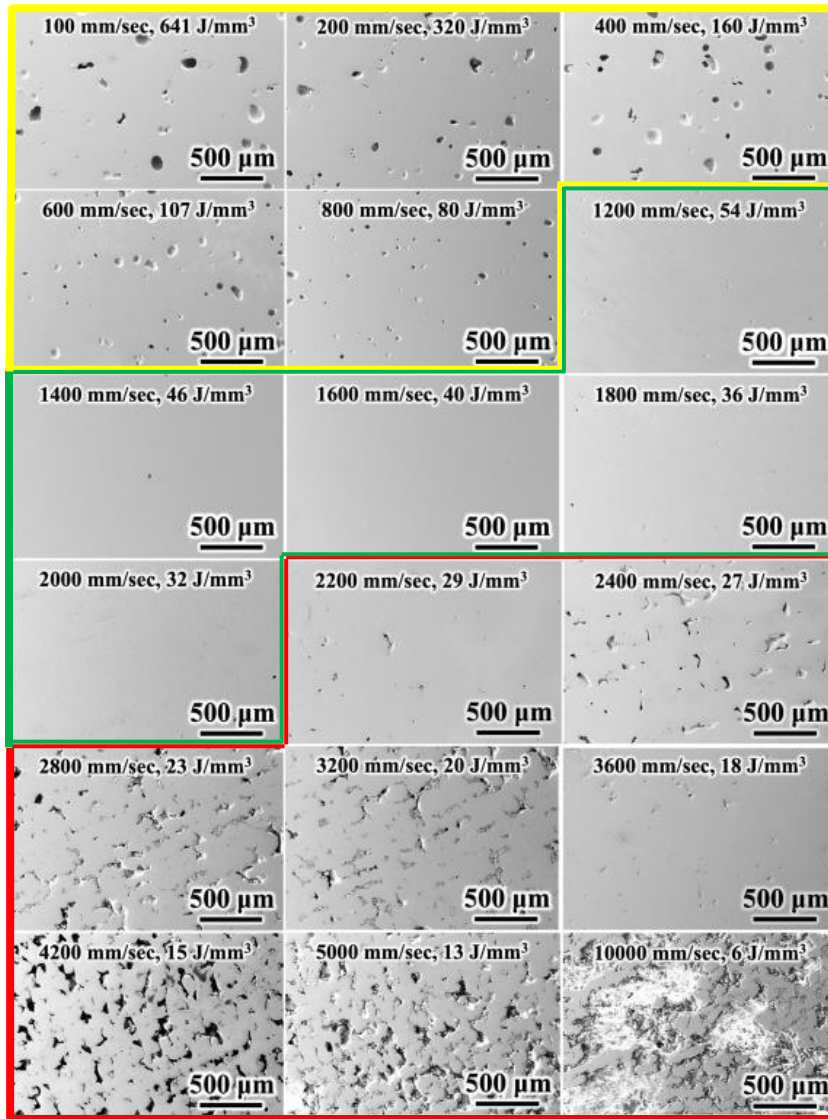 100 mm/sec, 641 J/mm³
200 mm/sec, 320 J/mm³
400 mm/sec, 160 J/mm³
500 μm
500 μm
500 μm
600 mm/sec, 107 J/mm³
800 mm/sec, 80 J/mm³
1200 mm/sec, 54 J/mm³
500 μm
500 μm
500 μm
1400 mm/sec, 46 J/mm³
1600 mm/sec, 40 J/mm³
1800 mm/sec, 36 J/mm³
500 μm
500 μm
500 μm
2000 mm/sec, 32 J/mm³
2200 mm/sec, 29 J/mm³
2400 mm/sec, 27 J/mm³
500 μm
500 μm
500 μm
2800 mm/sec, 23 J/mm³
3200 mm/sec, 20 J/mm³
3600 mm/sec, 18 J/mm³
500 μm
500 μm
500 μm
4200 mm/sec, 15 J/mm³
5000 mm/sec, 13 J/mm³
10000 mm/sec, 6 J/mm³
500 μm
500 μm
500 μm